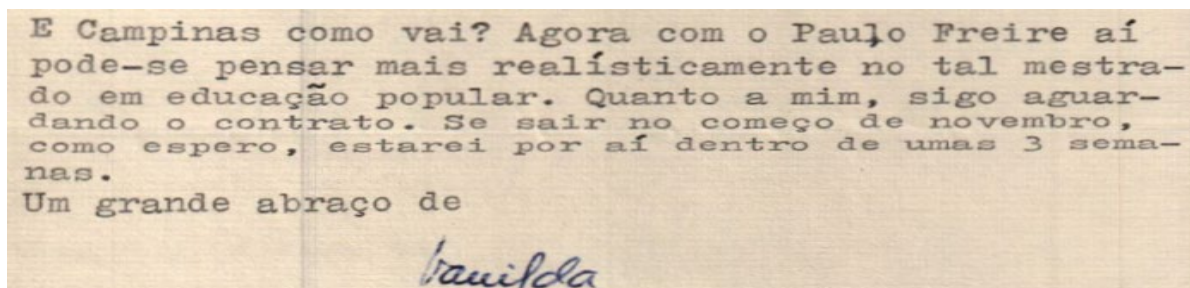 E Campinas como vai? Agora com o Paulo Freire aí
pode-se pensar mais realísticamente no tal mestra-
do em educação popular. Quanto a mim, sigo aguar-
dando o contrato. Se sair no começo de novembro,
como espero, estarei por aí dentro de umas 3 sema-
nas.
Um grande abraço de
Vanilda